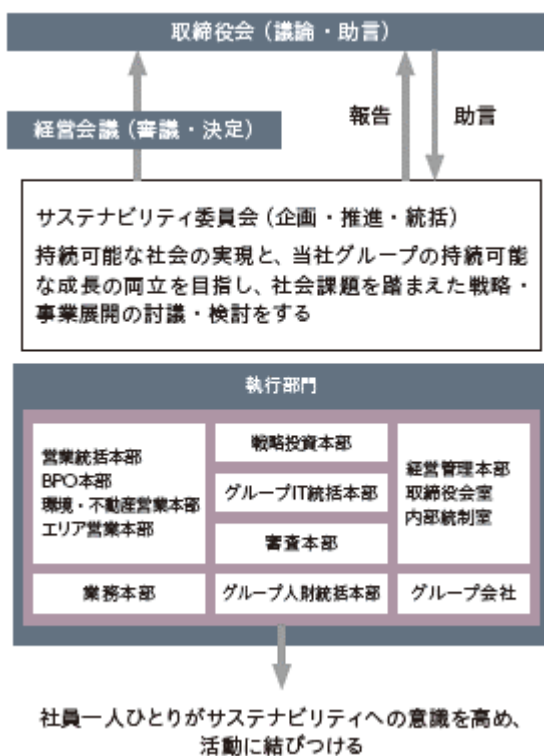 取締役会（議論・助言）
経営会議（審議・決定）
報告
助言
サステナビリティ委員会（企画・推進・統括）
持続可能な社会の実現と、当社グループの持続可能
な成長の両立を目指し、社会課題を踏まえた戦略・
事業展開の討議・検討をする
執行部門
営業統括本部
BPO本部
環境・不動産営業本部
エリア営業本部
業務本部
戦略投資本部
グループIT統括本部
審査本部
グループ人財統括本部
経営管理本部
取締役会室
内部統制室
グループ会社
社員一人ひとりがサステナビリティへの意識を高め、
活動に結びつける